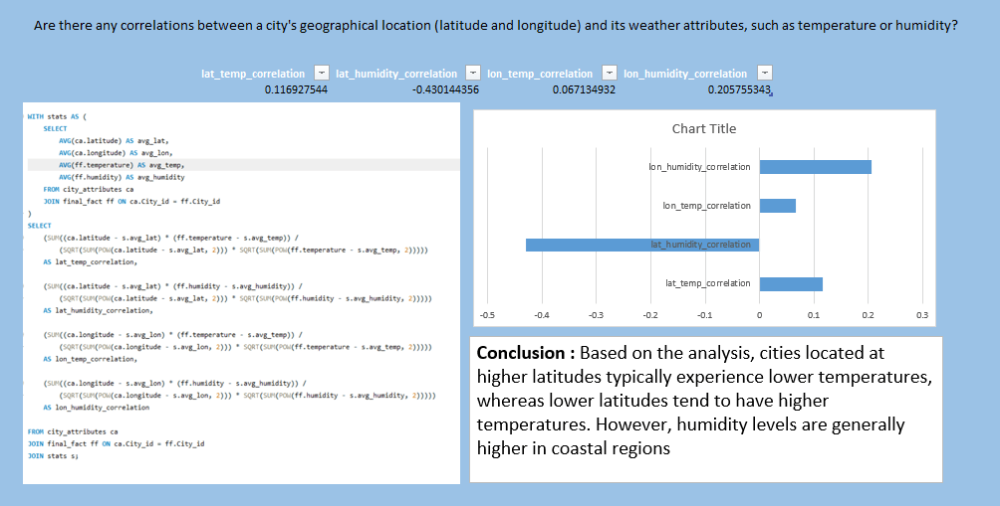 Are there any correlations between a city's geographical location (latitude and longitude) and its weather attributes, such as temperature or humidity?
lat_temp_correlation lat_humidity_correlation lon_temp_correlation lon_humidity_correlation
0.116927544 -0.430144356 0.067134932 0.205755343
WITH stats AS (
SELECT
AVG(ca.latitude) AS avg_lat,
AVG(ca.longitude) AS avg_lon,
AVG(ff.temperature) AS avg_temp,
AVG(ff.humidity) AS avg_humidity
FROM city_attributes ca
JOIN final_fact ff ON ca.City_id = ff.City_id
)
SELECT
(SUM((ca.latitude - s.avg_lat) * (ff.temperature - s.avg_temp)) /
(SQRT(SUM(POW(ca.latitude - s.avg_lat, 2))) * SQRT(SUM(POW(ff.temperature - s.avg_temp, 2)))))
AS lat_temp_correlation,
(SUM((ca.latitude - s.avg_lat) * (ff.humidity - s.avg_humidity)) /
(SQRT(SUM(POW(ca.latitude - s.avg_lat, 2))) * SQRT(SUM(POW(ff.humidity - s.avg_humidity, 2)))))
AS lat_humidity_correlation,
(SUM((ca.longitude - s.avg_lon) * (ff.temperature - s.avg_temp)) /
(SQRT(SUM(POW(ca.longitude - s.avg_lon, 2))) * SQRT(SUM(POW(ff.temperature - s.avg_temp, 2)))))
AS lon_temp_correlation,
(SUM((ca.longitude - s.avg_lon) * (ff.humidity - s.avg_humidity)) /
(SQRT(SUM(POW(ca.longitude - s.avg_lon, 2))) * SQRT(SUM(POW(ff.humidity - s.avg_humidity, 2)))))
AS lon_humidity_correlation
FROM city_attributes ca
JOIN final_fact ff ON ca.City_id = ff.City_id
JOIN stats s;
Chart Title
lon_humidity_correlation
lon_temp_correlation
lat_humidity_correlation
lat_temp_correlation
-0.5 -0.4 -0.3 -0.2 -0.1 0 0.1 0.2 0.3
Conclusion : Based on the analysis, cities located at
higher latitudes typically experience lower temperatures,
whereas lower latitudes tend to have higher
temperatures. However, humidity levels are generally
higher in coastal regions